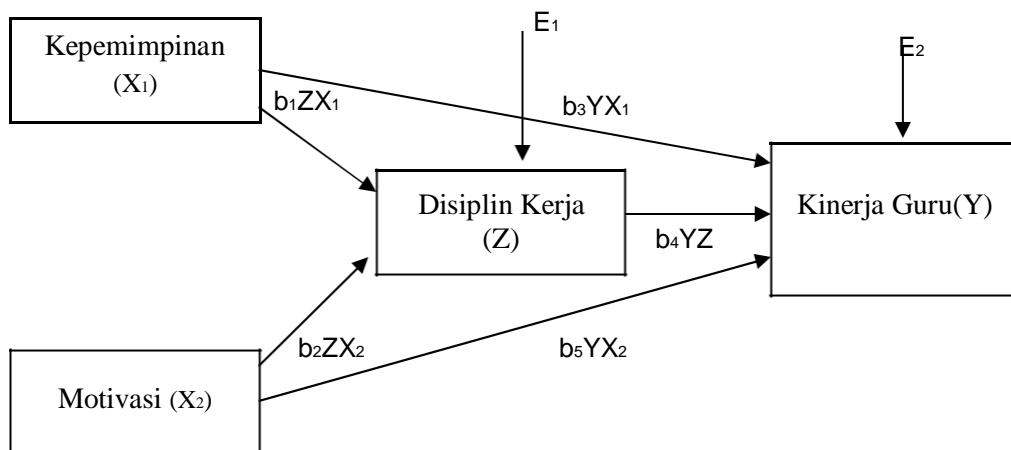 E₁
E₂
Kepemimpinan
(X₁)
b₁ZX₁
b₃YX₁
Disiplin Kerja
(Z)
Kinerja Guru(Y)
b₄YZ
b₂ZX₂
b₅YX₂
Motivasi (X₂)